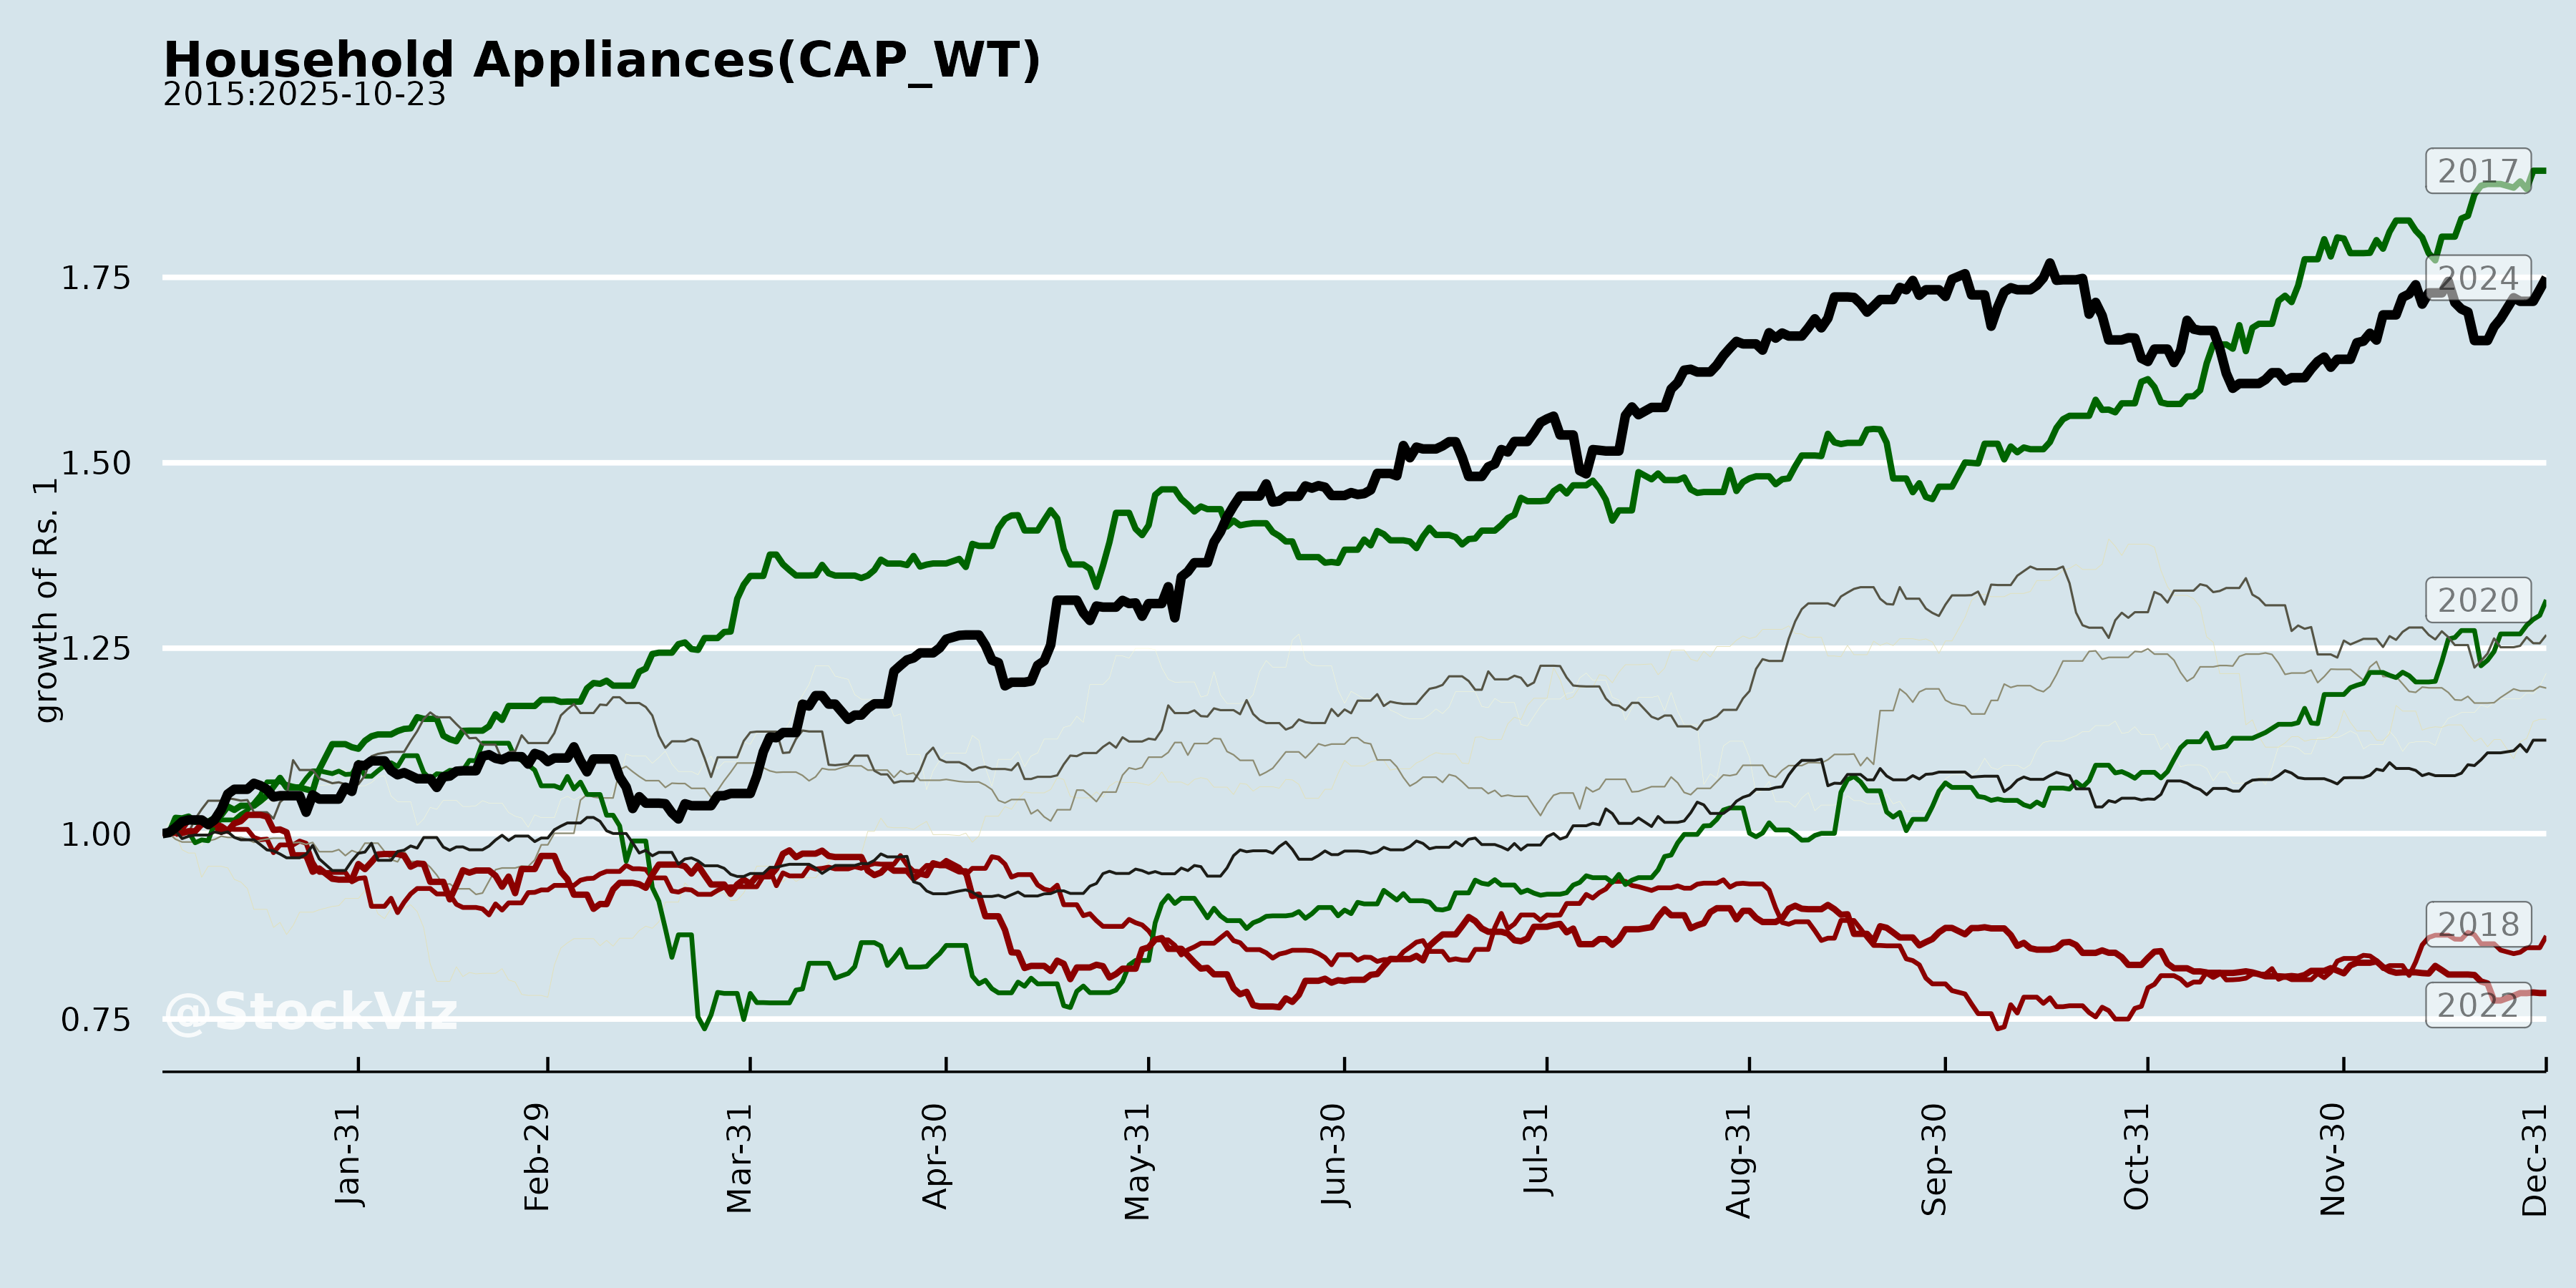 Household Appliances(CAP_WT)
2015:2025-10-23
growth of Rs. 1
1.75
1.50
1.25
1.00
0.75
2017
2024
2020
2018
2022
@StockViz
Jan-31
Feb-29
Mar-31
Apr-30
May-31
Jun-30
Jul-31
Aug-31
Sep-30
Oct-31
Nov-30
Dec-31